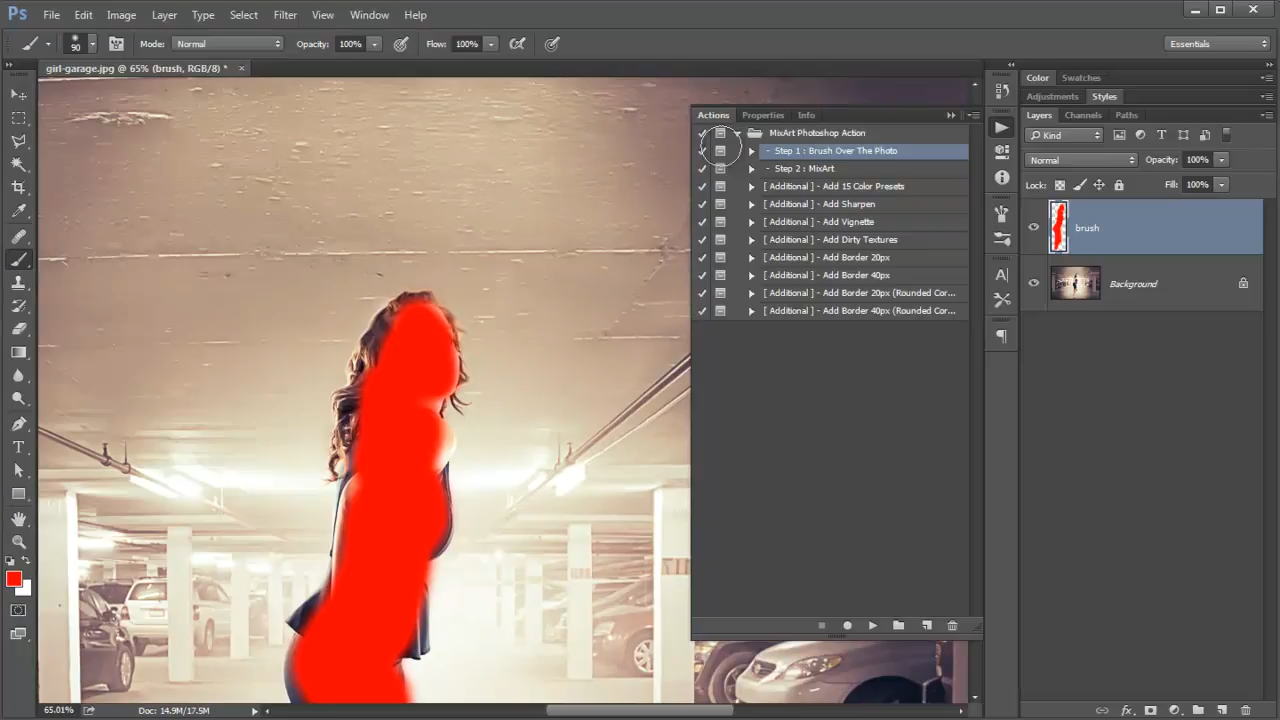 Ps File Edit Image Layer Type Select Filter View Window Help
90 Mode: Normal Opacity: 100% Flow: 100% Essentials
girl-garage.jpg @ 65% (brush, RGB/8) *
Actions Properties Info
MixArt Photoshop Action
- Step 1 : Brush Over The Photo
- Step 2 : MixArt
[ Additional ] - Add 15 Color Presets
[ Additional ] - Add Sharpen
[ Additional ] - Add Vignette
[ Additional ] - Add Dirty Textures
[ Additional ] - Add Border 20px
[ Additional ] - Add Border 40px
[ Additional ] - Add Border 20px (Rounded Cor...
[ Additional ] - Add Border 40px (Rounded Cor...
Color Swatches
Adjustments Styles
Layers Channels Paths
Kind
Normal Opacity: 100%
Lock: Fill: 100%
brush
Background
65.01% Doc: 14.9M/17.5M